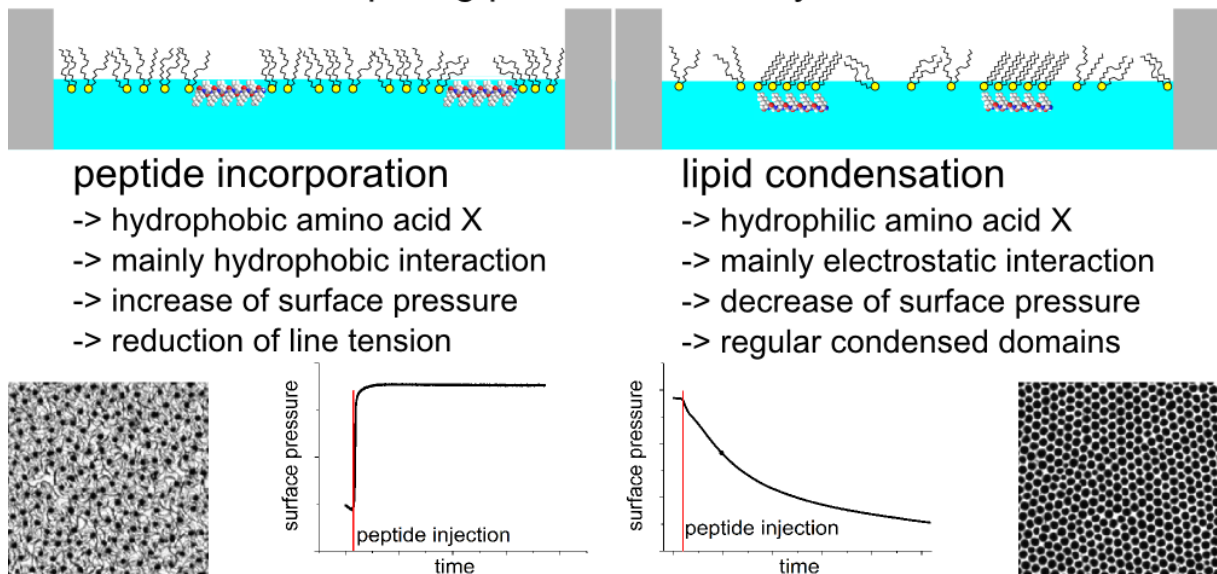 peptide incorporation
-> hydrophobic amino acid X
-> mainly hydrophobic interaction
-> increase of surface pressure
-> reduction of line tension
surface pressure
peptide injection
time
lipid condensation
-> hydrophilic amino acid X
-> mainly electrostatic interaction
-> decrease of surface pressure
-> regular condensed domains
surface pressure
peptide injection
time